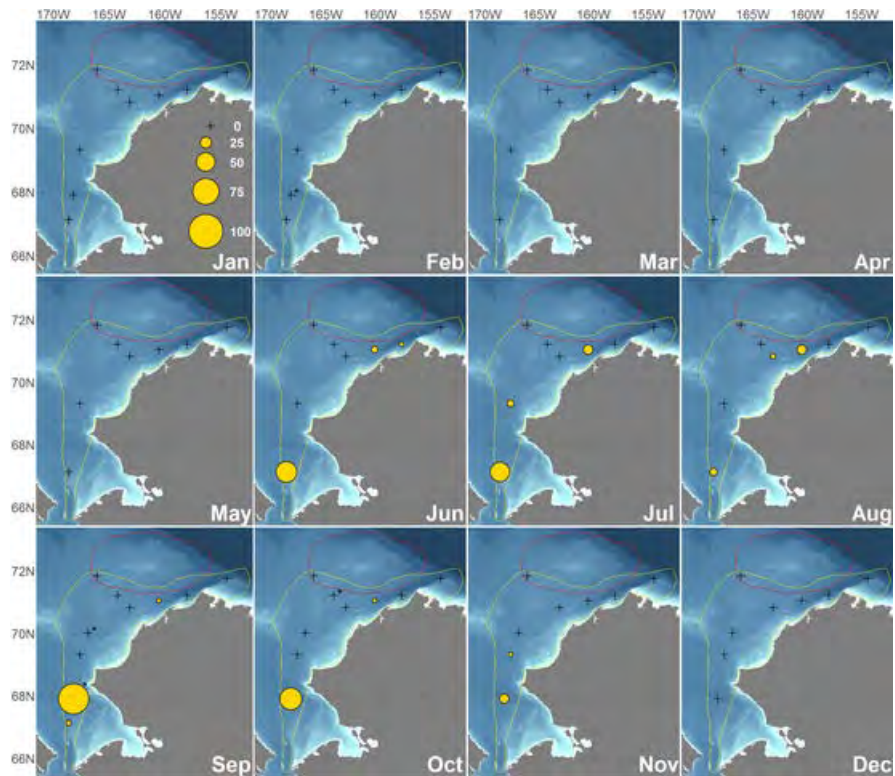 170W 165W 160W 155W 170W 165W 160W 155W 170W 165W 160W 155W 170W 165W 160W 155W
72N
70N
68N
66N
0
25
50
75
100
Jan Feb Mar Apr
72N
70N
68N
66N
May Jun Jul Aug
72N
70N
68N
66N
Sep Oct Nov Dec